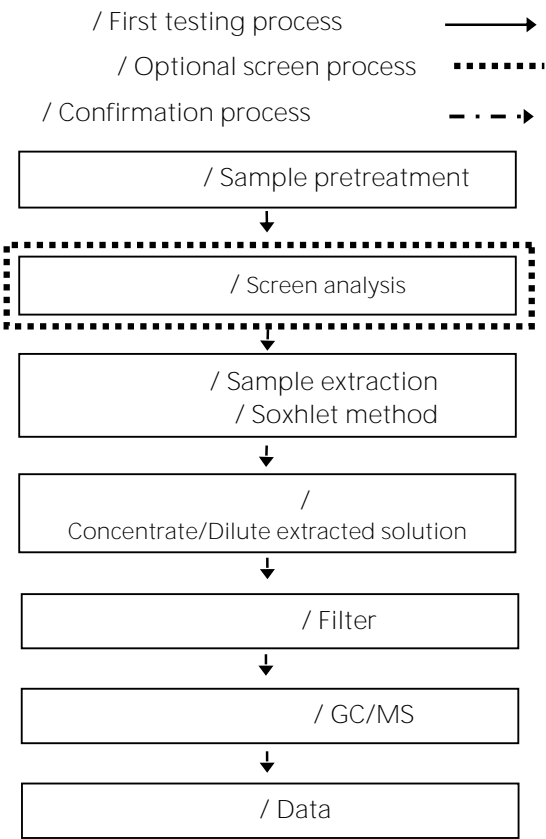 / First testing process
/ Optional screen process
/ Confirmation process
/ Sample pretreatment
/ Screen analysis
/ Sample extraction
/ Soxhlet method
/
Concentrate/Dilute extracted solution
/ Filter
/ GC/MS
/ Data